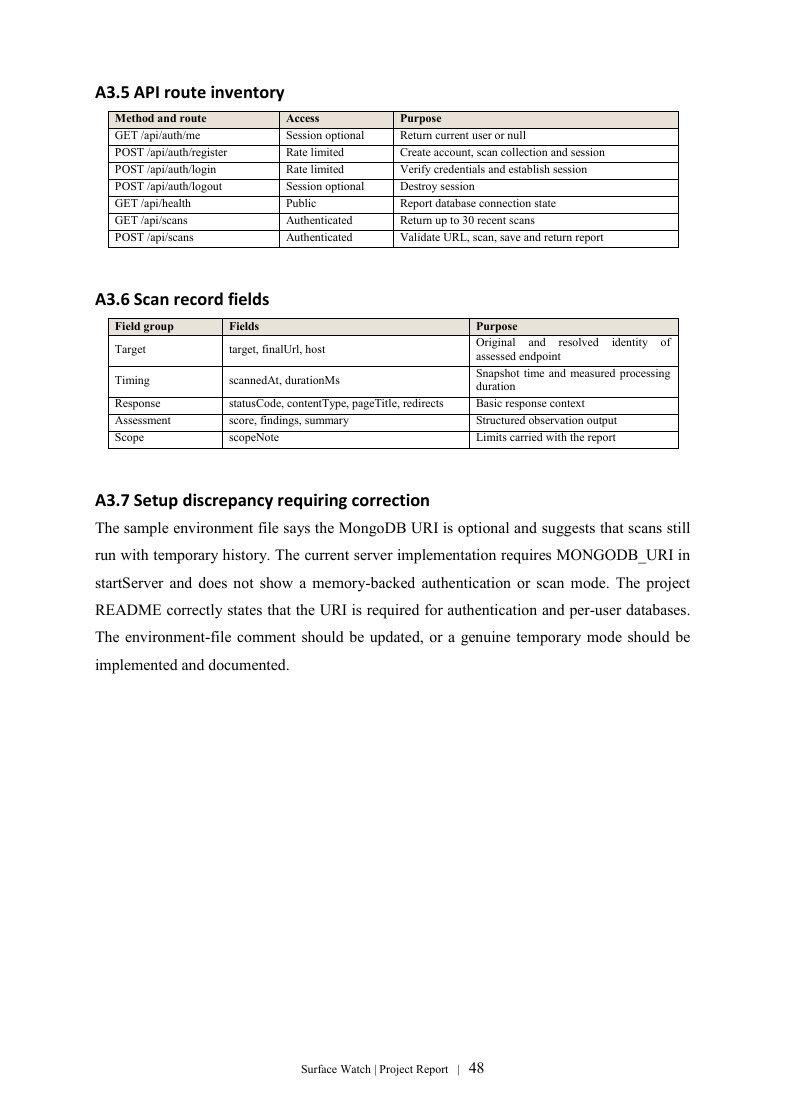 A3.5 API route inventory
Method and route Access Purpose
GET /api/auth/me Session optional Return current user or null
POST /api/auth/register Rate limited Create account, scan collection and session
POST /api/auth/login Rate limited Verify credentials and establish session
POST /api/auth/logout Session optional Destroy session
GET /api/health Public Report database connection state
GET /api/scans Authenticated Return up to 30 recent scans
POST /api/scans Authenticated Validate URL, scan, save and return report
A3.6 Scan record fields
Field group Fields Purpose
Target target, finalUrl, host Original and resolved identity of
assessed endpoint
Timing scannedAt, durationMs Snapshot time and measured processing
duration
Response statusCode, contentType, pageTitle, redirects Basic response context
Assessment score, findings, summary Structured observation output
Scope scopeNote Limits carried with the report
A3.7 Setup discrepancy requiring correction
The sample environment file says the MongoDB URI is optional and suggests that scans still
run with temporary history. The current server implementation requires MONGODB_URI in
startServer and does not show a memory-backed authentication or scan mode. The project
README correctly states that the URI is required for authentication and per-user databases.
The environment-file comment should be updated, or a genuine temporary mode should be
implemented and documented.
Surface Watch | Project Report | 48